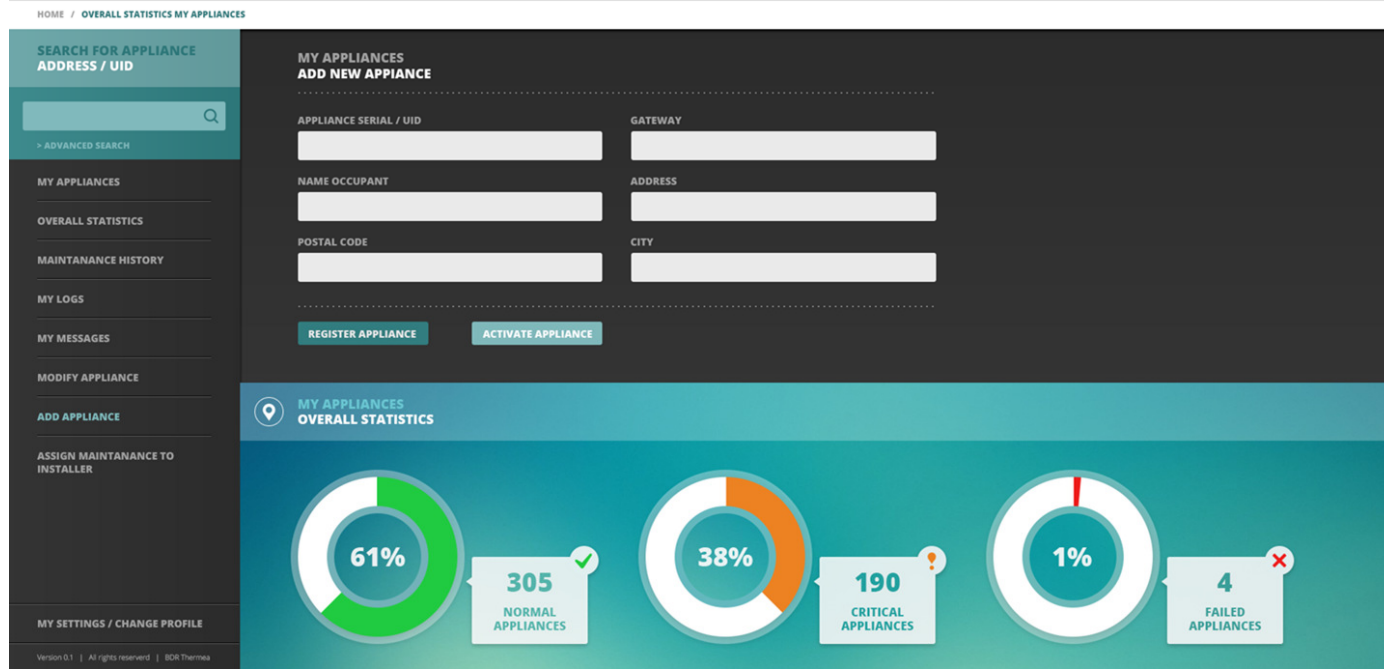 HOME / OVERALL STATISTICS MY APPLIANCES
SEARCH FOR APPLIANCE
ADDRESS / UID
> ADVANCED SEARCH
MY APPLIANCES
OVERALL STATISTICS
MAINTANANCE HISTORY
MY LOGS
MY MESSAGES
MODIFY APPLIANCE
ADD APPLIANCE
ASSIGN MAINTANANCE TO
INSTALLER
MY SETTINGS / CHANGE PROFILE
Version 0.1 | All rights reserverd | BDR Thermea
MY APPLIANCES
ADD NEW APPIANCE
APPLIANCE SERIAL / UID
GATEWAY
NAME OCCUPANT
ADDRESS
POSTAL CODE
CITY
REGISTER APPLIANCE
ACTIVATE APPLIANCE
MY APPLIANCES
OVERALL STATISTICS
61%
305
NORMAL
APPLIANCES
38%
190
CRITICAL
APPLIANCES
1%
4
FAILED
APPLIANCES